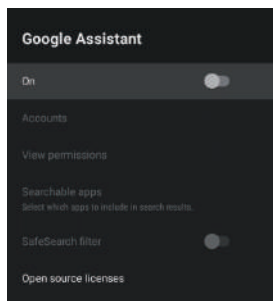 Google Assistant
On
Accounts
View permissions
Searchable apps
Select which apps to include in search results.
SafeSearch filter
Open source licenses